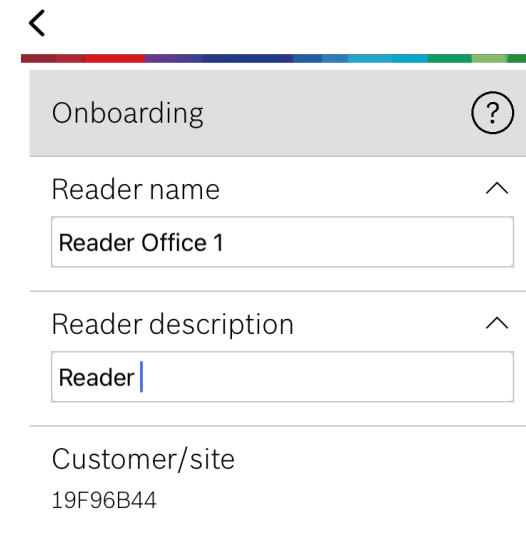 Onboarding
?
Reader name
Reader Office 1
Reader description
Reader
Customer/site
19F96B44